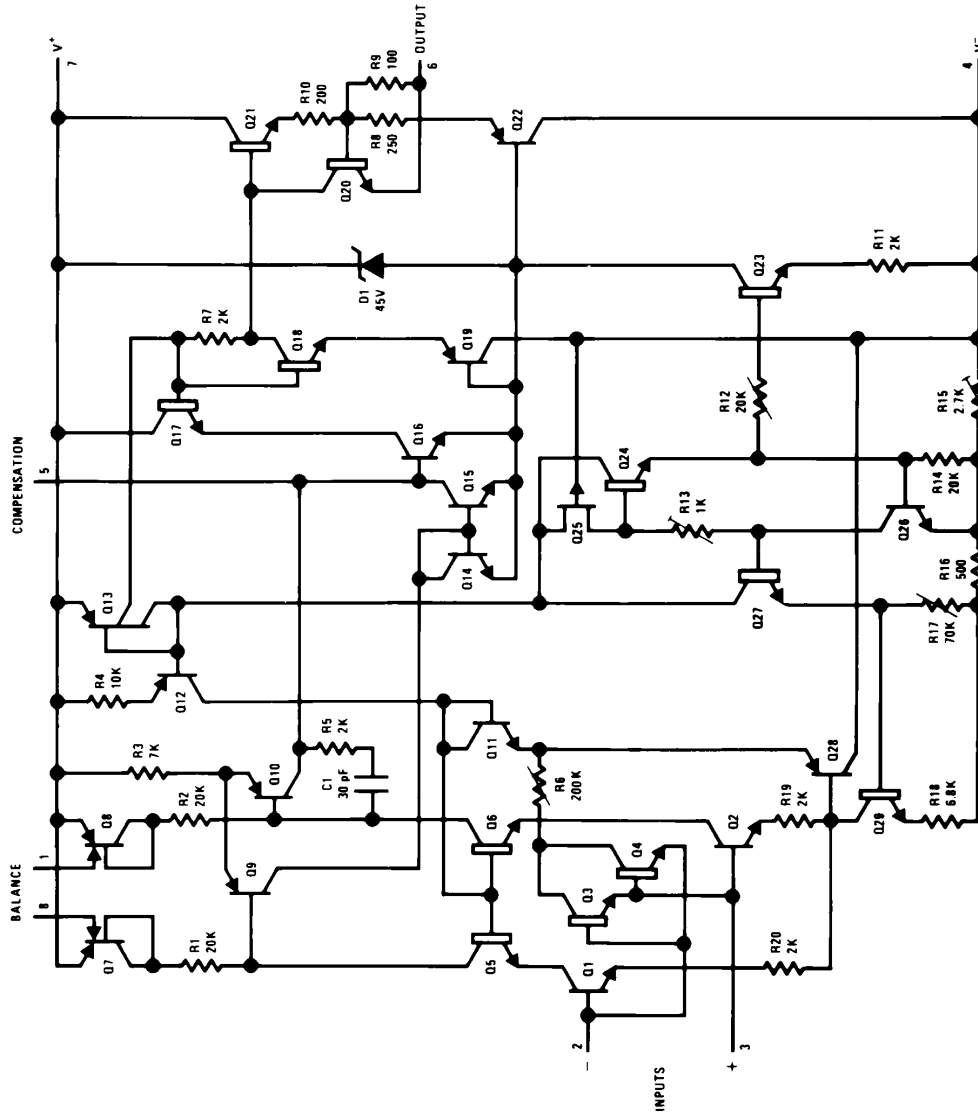 BALANCE
8
1
COMPENSATION
5
V+
7
Q7
Q8
R3
7K
R4
10K
Q12
Q13
R1
20K
R2
20K
Q9
Q10
R5
2K
C1
30 pF
Q17
R7
2K
Q18
Q16
Q15
Q14
Q19
D1
45V
Q21
R10
200
R9
100
R8
250
Q20
OUTPUT
6
Q22
Q5
Q6
Q11
Q3
Q4
R6
200K
Q1
Q2
2
−
INPUTS
+
3
R20
2K
R19
2K
Q28
Q29
R18
6.8K
Q25
Q24
R13
1K
Q27
Q26
R12
20K
Q23
R11
2K
R17
70K
R16
500
R14
20K
R15
2.7K
4